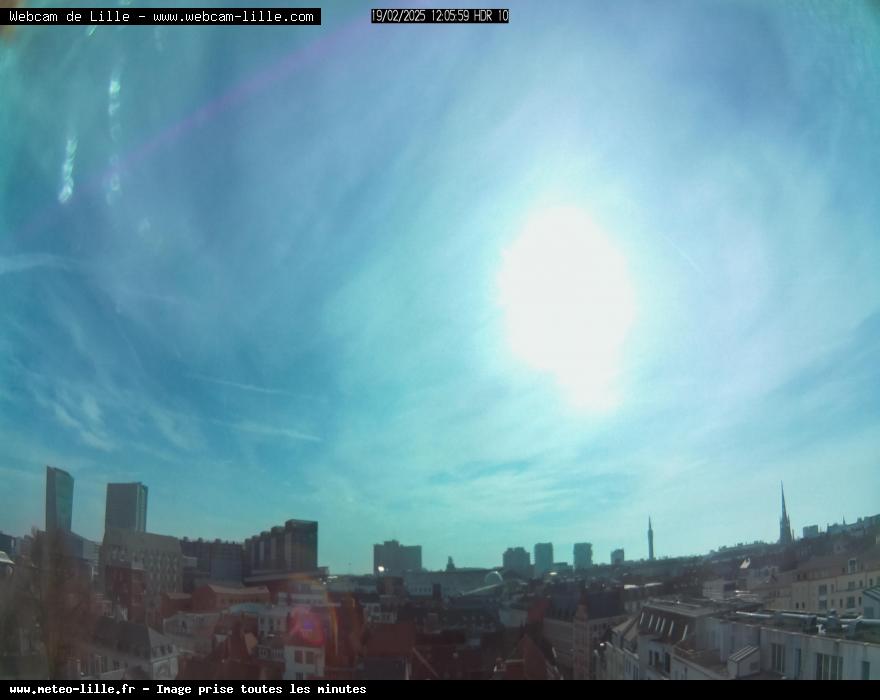 Webcam de Lille - www.webcam-lille.com
19/02/2025 12:05:59 HDR 10
www.meteo-lille.fr - Image prise toutes les minutes